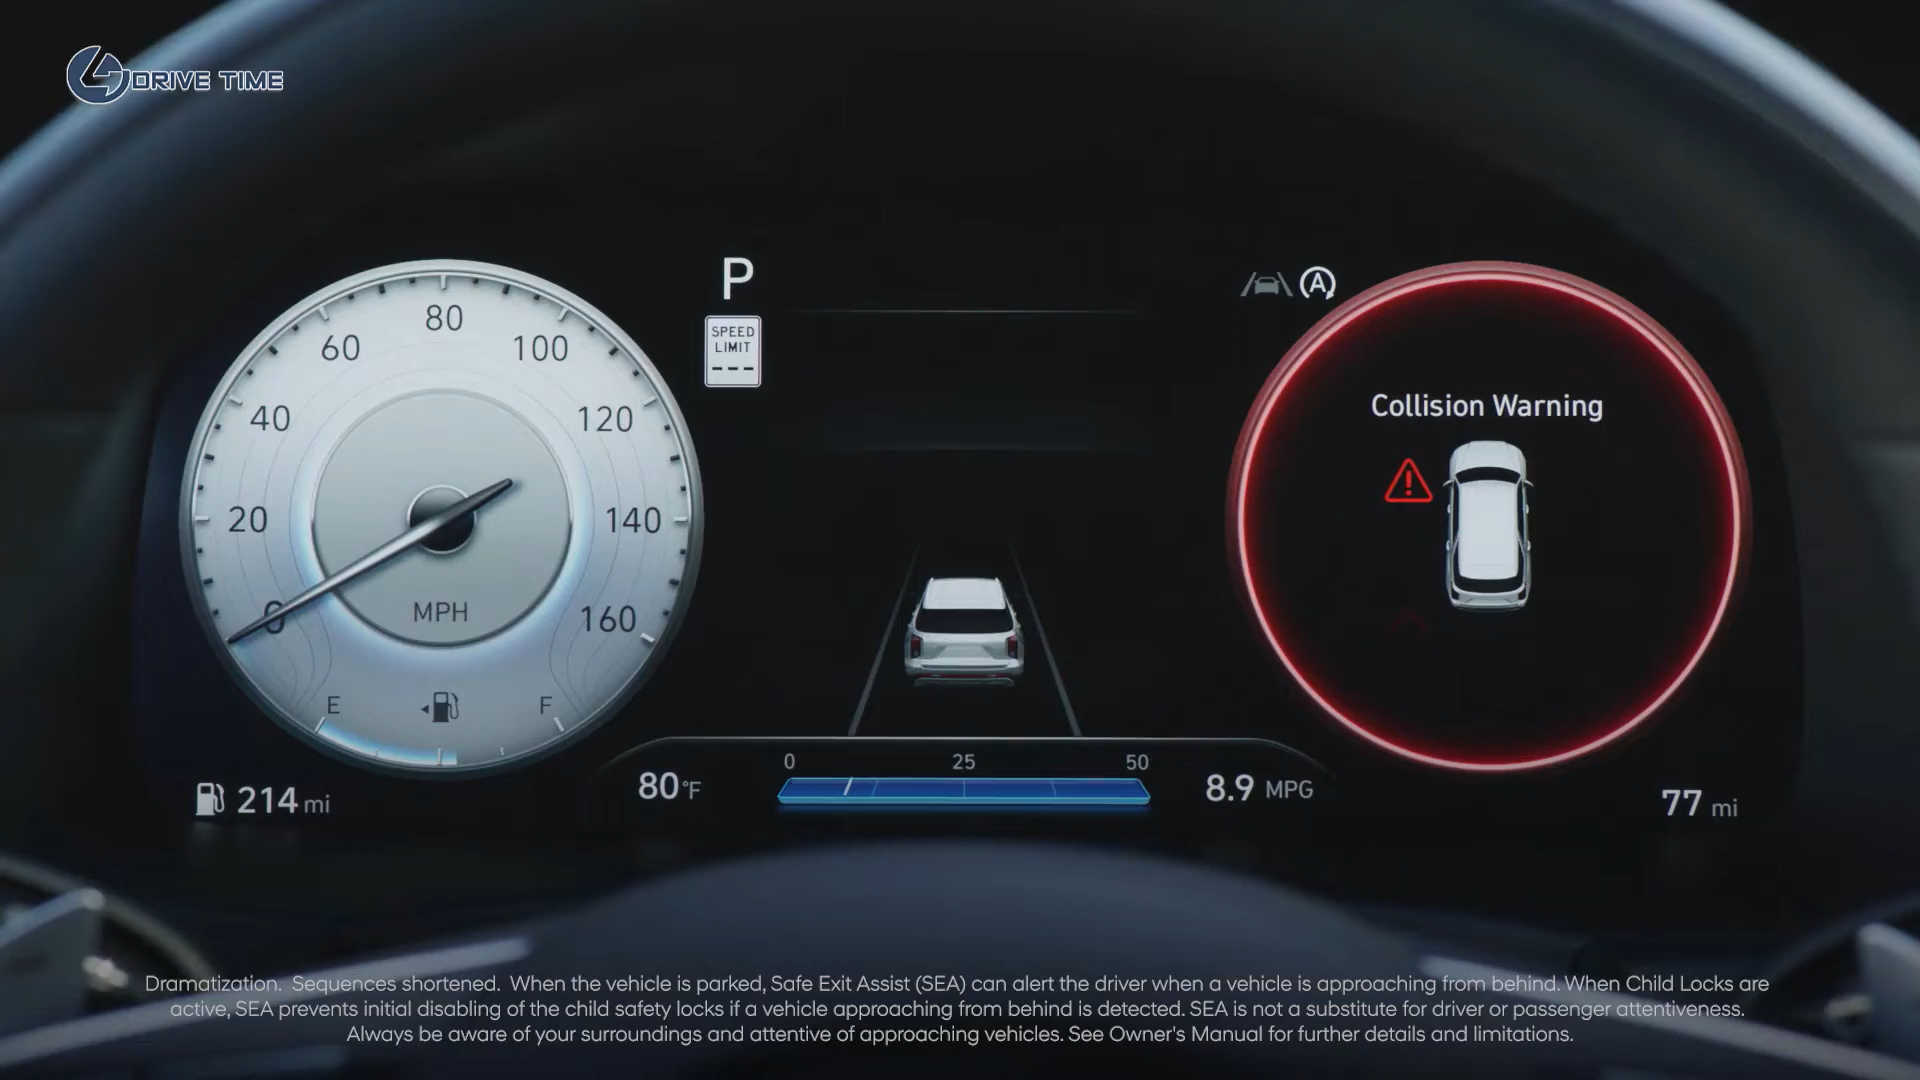 4DRIVE TIME
P
SPEED
LIMIT
---
80
60
100
40
120
20
140
0
160
MPH
E
F
214 mi
A
Collision Warning
0
25
50
80°F
8.9 MPG
77 mi
Dramatization. Sequences shortened. When the vehicle is parked, Safe Exit Assist (SEA) can alert the driver when a vehicle is approaching from behind. When Child Locks are
active, SEA prevents initial disabling of the child safety locks if a vehicle approaching from behind is detected. SEA is not a substitute for driver or passenger attentiveness.
Always be aware of your surroundings and attentive of approaching vehicles. See Owner's Manual for further details and limitations.